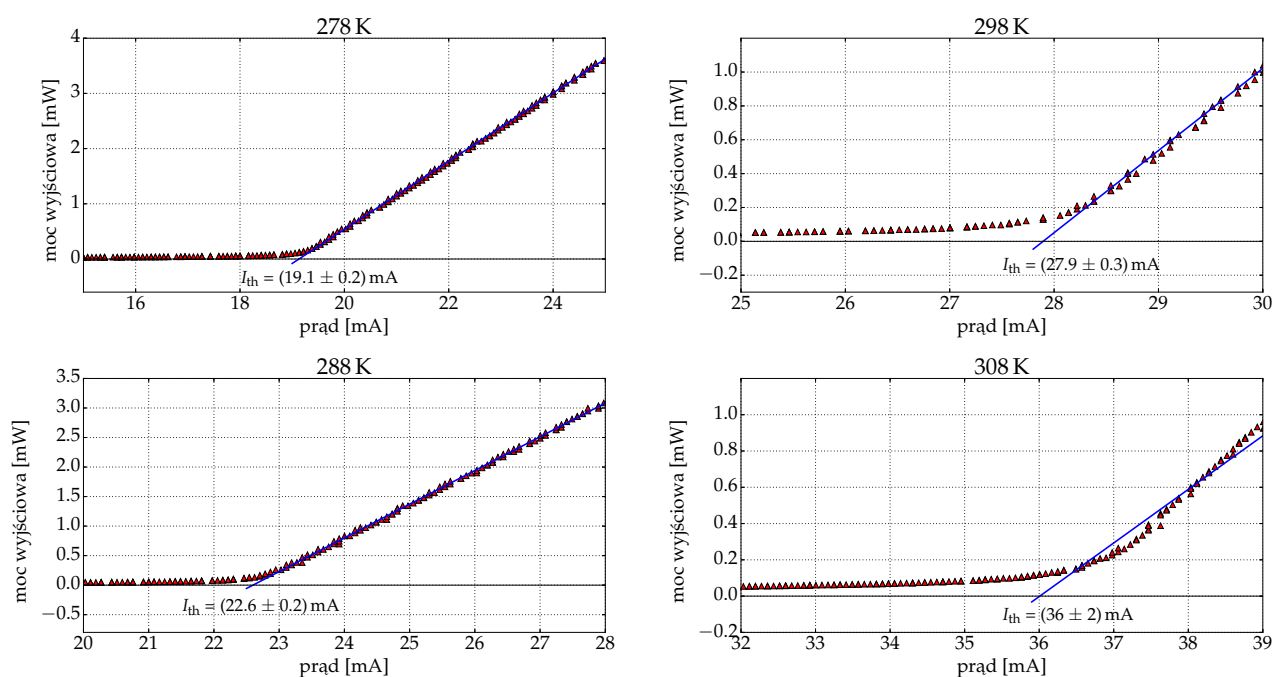 278 K
4
3
2
1
0
moc wyjściowa [mW]
I_th = (19.1 ± 0.2) mA
16 18 20 22 24
prąd [mA]
298 K
1.0
0.8
0.6
0.4
0.2
0.0
−0.2
moc wyjściowa [mW]
I_th = (27.9 ± 0.3) mA
25 26 27 28 29 30
prąd [mA]
288 K
3.5
3.0
2.5
2.0
1.5
1.0
0.5
0.0
−0.5
moc wyjściowa [mW]
I_th = (22.6 ± 0.2) mA
20 21 22 23 24 25 26 27 28
prąd [mA]
308 K
1.0
0.8
0.6
0.4
0.2
0.0
−0.2
moc wyjściowa [mW]
I_th = (36 ± 2) mA
32 33 34 35 36 37 38 39
prąd [mA]